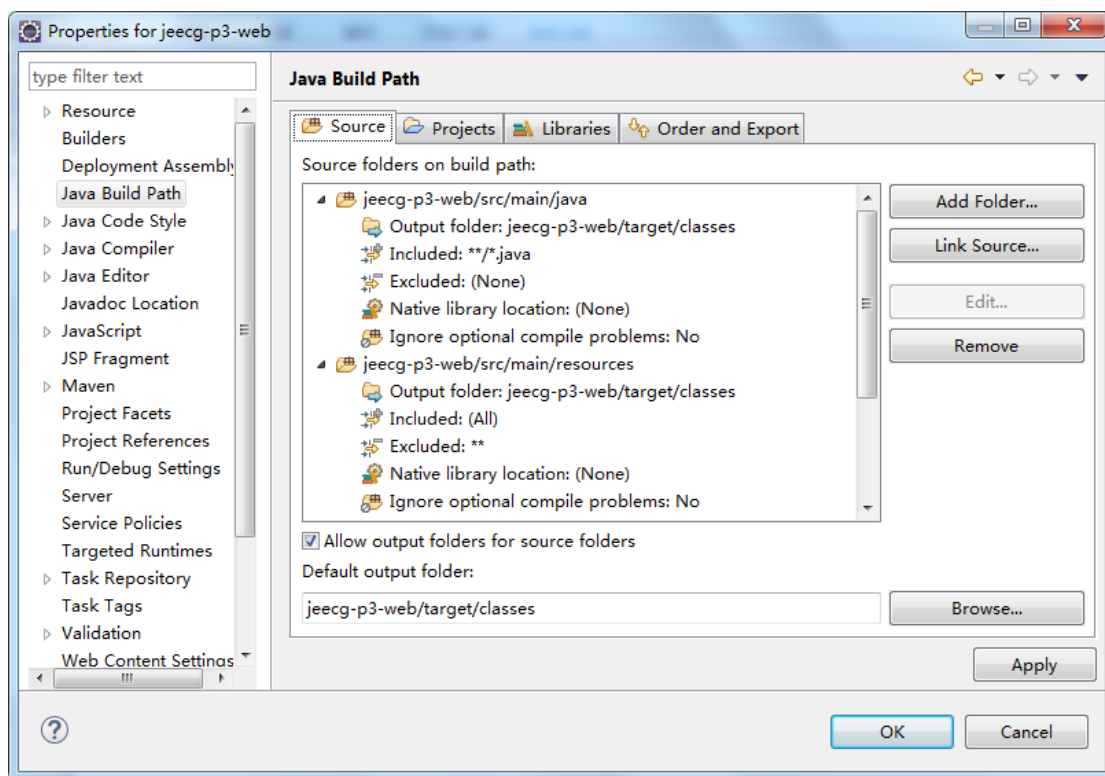 Properties for jeecg-p3-web
type filter text
Resource
Builders
Deployment Assembly
Java Build Path
Java Code Style
Java Compiler
Java Editor
Javadoc Location
JavaScript
JSP Fragment
Maven
Project Facets
Project References
Run/Debug Settings
Server
Service Policies
Targeted Runtimes
Task Repository
Task Tags
Validation
Web Content Settings
Java Build Path
Source
Projects
Libraries
Order and Export
Source folders on build path:
jeecg-p3-web/src/main/java
Output folder: jeecg-p3-web/target/classes
Included: **/*.java
Excluded: (None)
Native library location: (None)
Ignore optional compile problems: No
jeecg-p3-web/src/main/resources
Output folder: jeecg-p3-web/target/classes
Included: (All)
Excluded: **
Native library location: (None)
Ignore optional compile problems: No
Add Folder...
Link Source...
Edit...
Remove
Allow output folders for source folders
Default output folder:
jeecg-p3-web/target/classes
Browse...
Apply
OK
Cancel